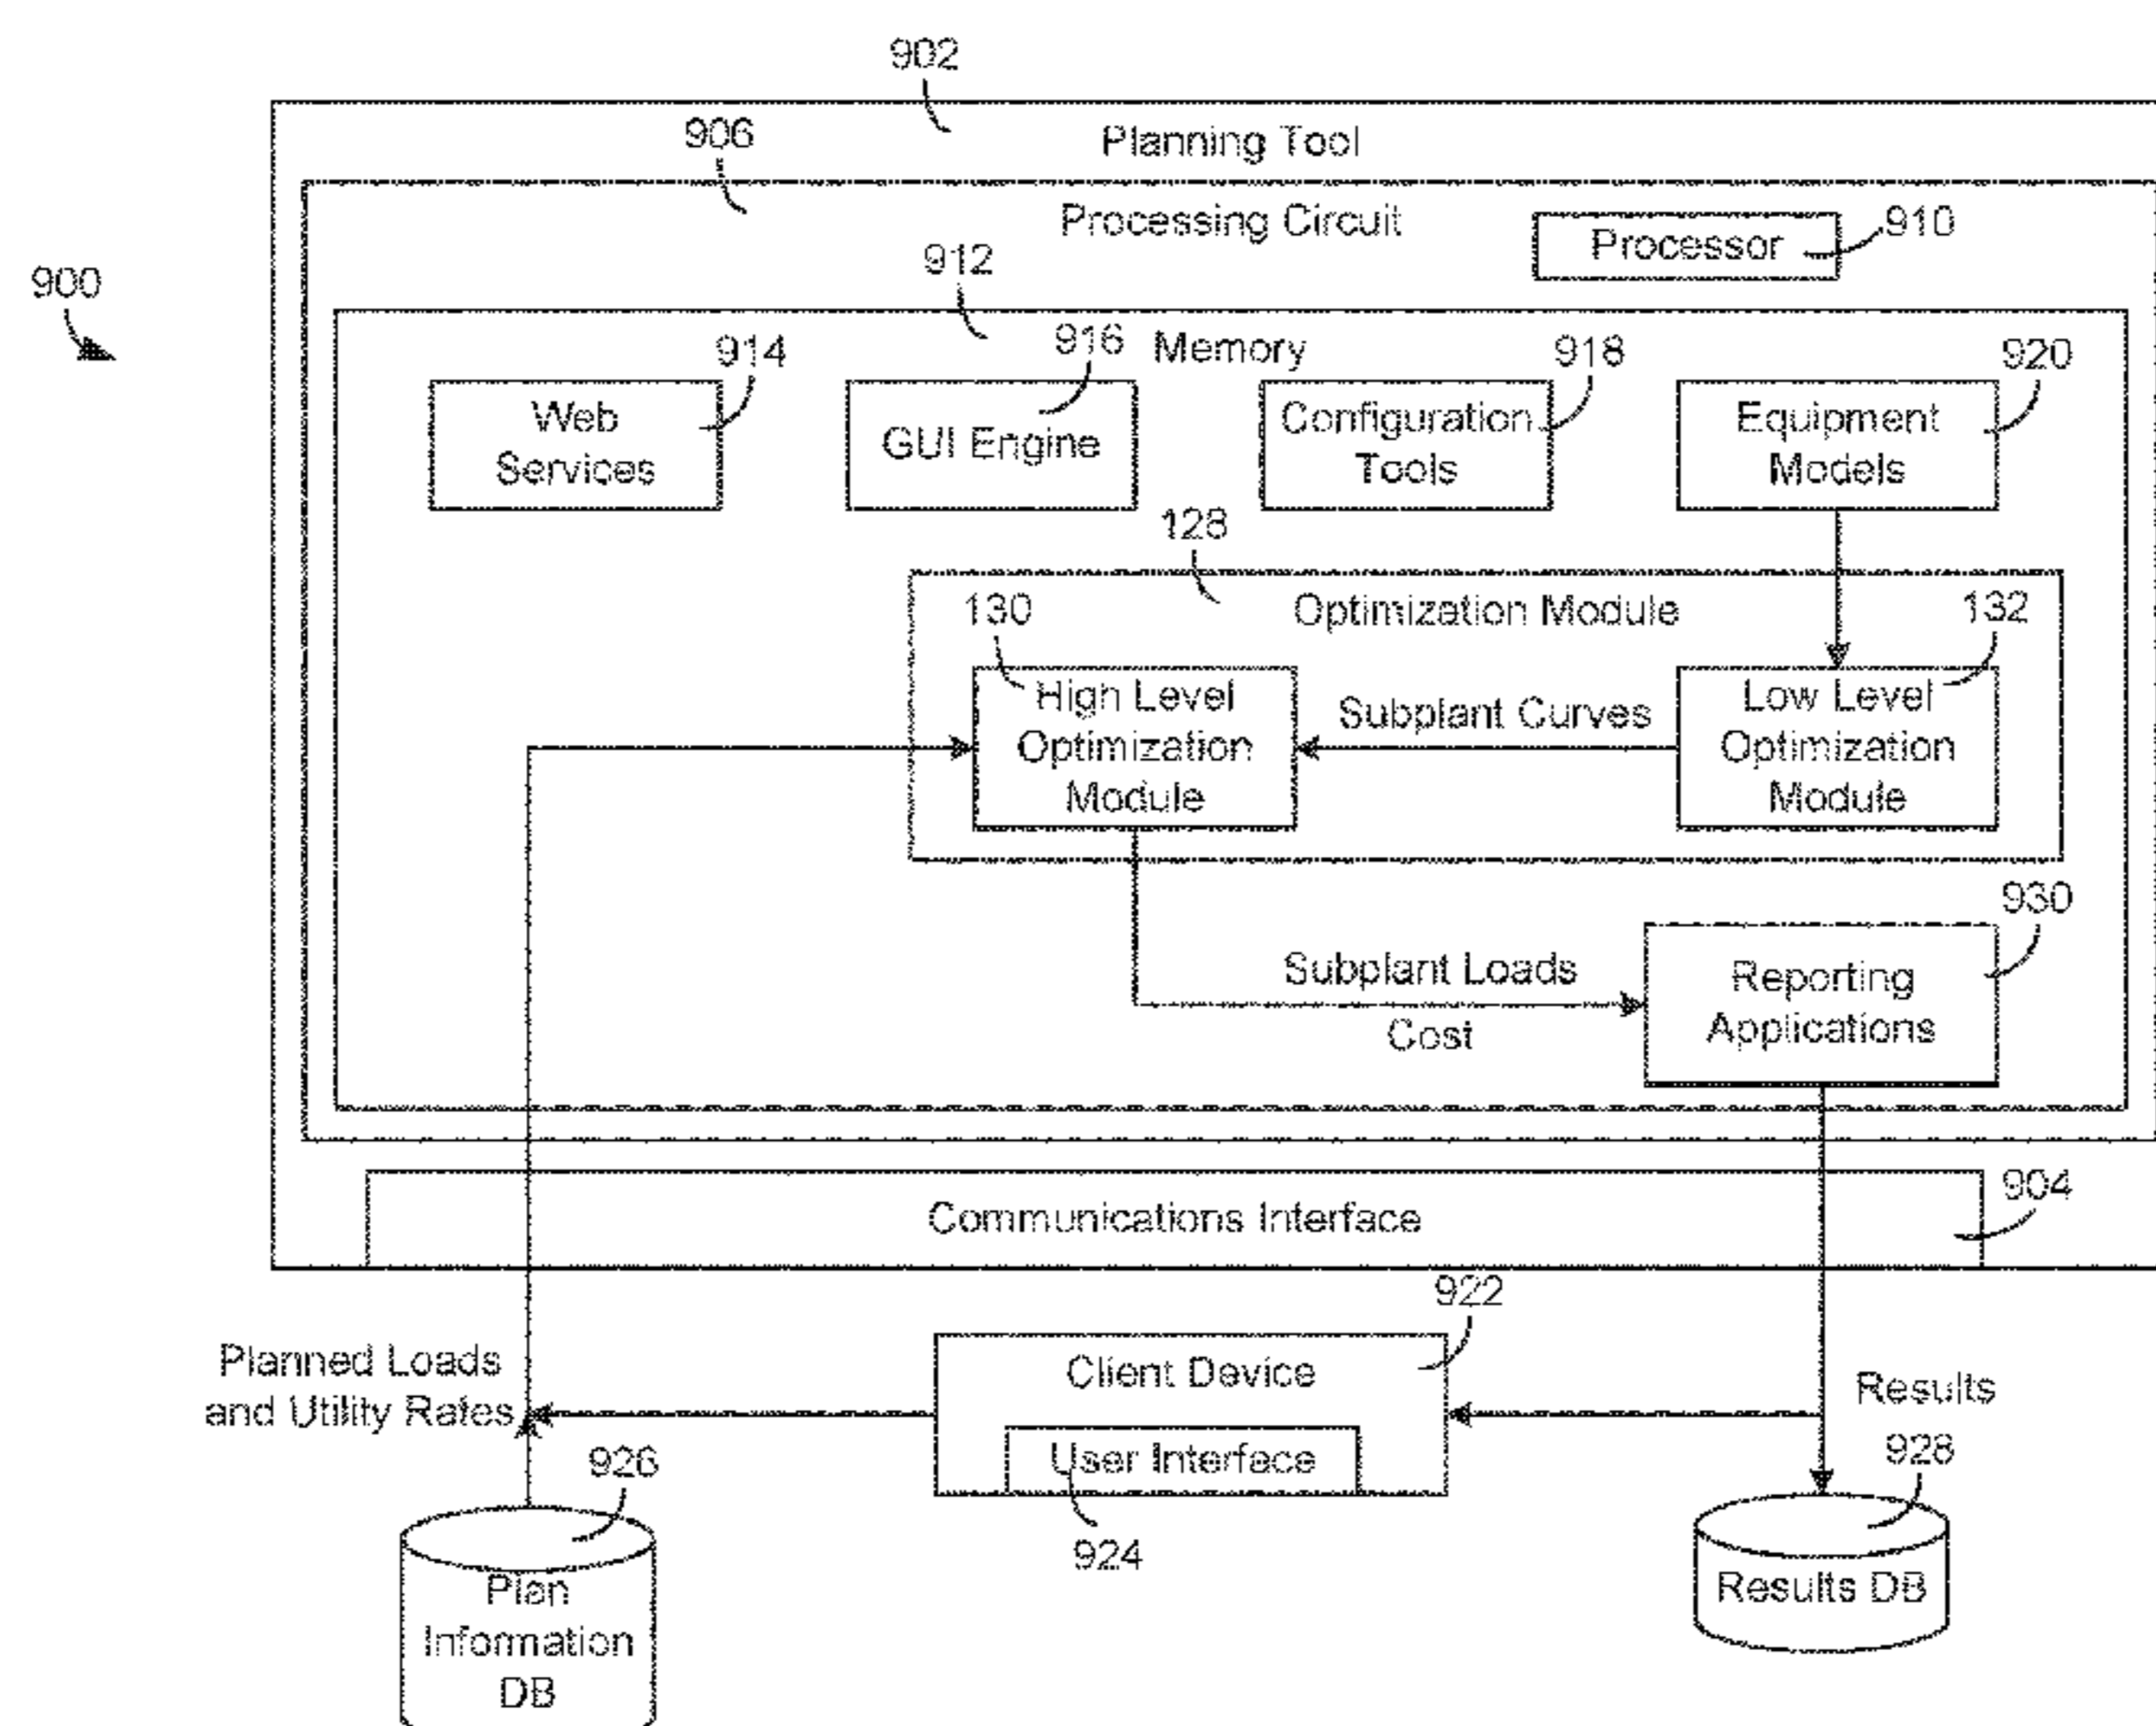 902
Planning Tool
906
Processing Circuit
Processor
910
900
912
Memory
914
916
918
920
Web
Services
GUI Engine
Configuration
Tools
Equipment
Models
128
Optimization Module
130
132
High Level
Optimization
Module
Subplant Curves
Low Level
Optimization
Module
930
Subplant Loads
Cost
Reporting
Applications
904
Communications Interface
922
Planned Loads
and Utility Rates
Client Device
User Interface
924
Results
926
928
Plan
Information
DB
Results DB